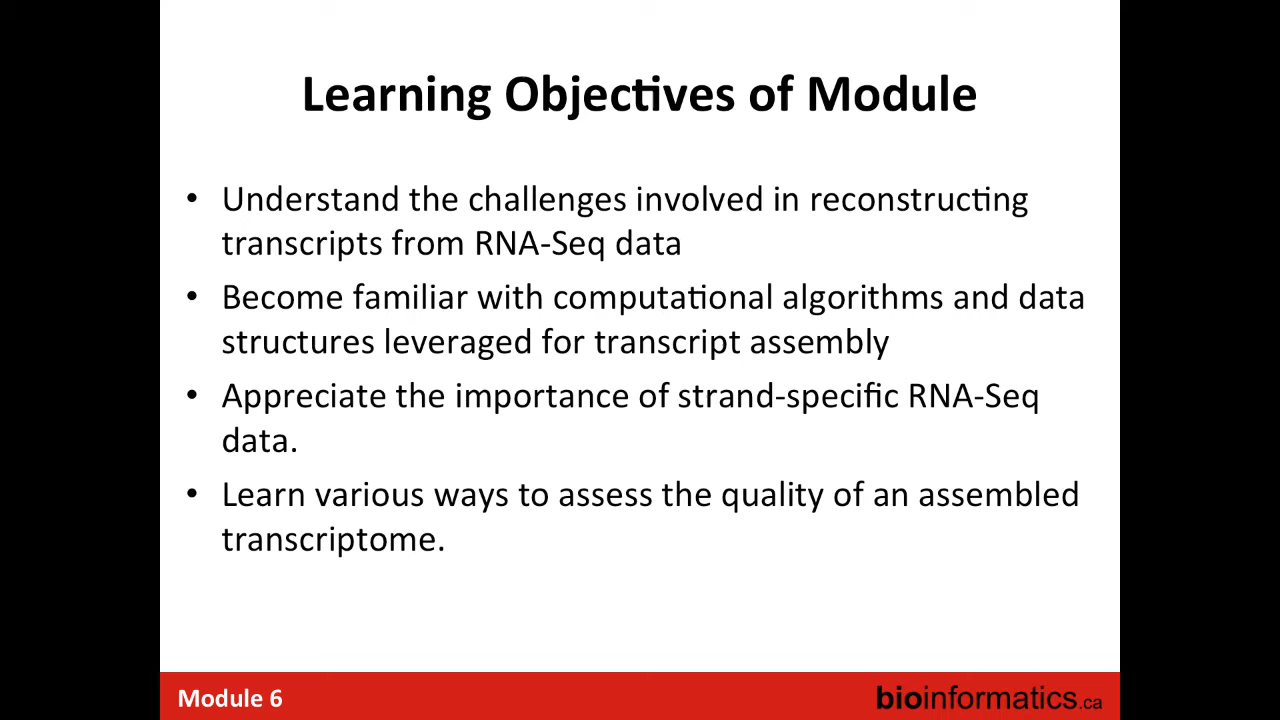 Learning Objectives of Module
• Understand the challenges involved in reconstructing
transcripts from RNA-Seq data
• Become familiar with computational algorithms and data
structures leveraged for transcript assembly
• Appreciate the importance of strand-specific RNA-Seq
data.
• Learn various ways to assess the quality of an assembled
transcriptome.
Module 6
bioinformatics.ca